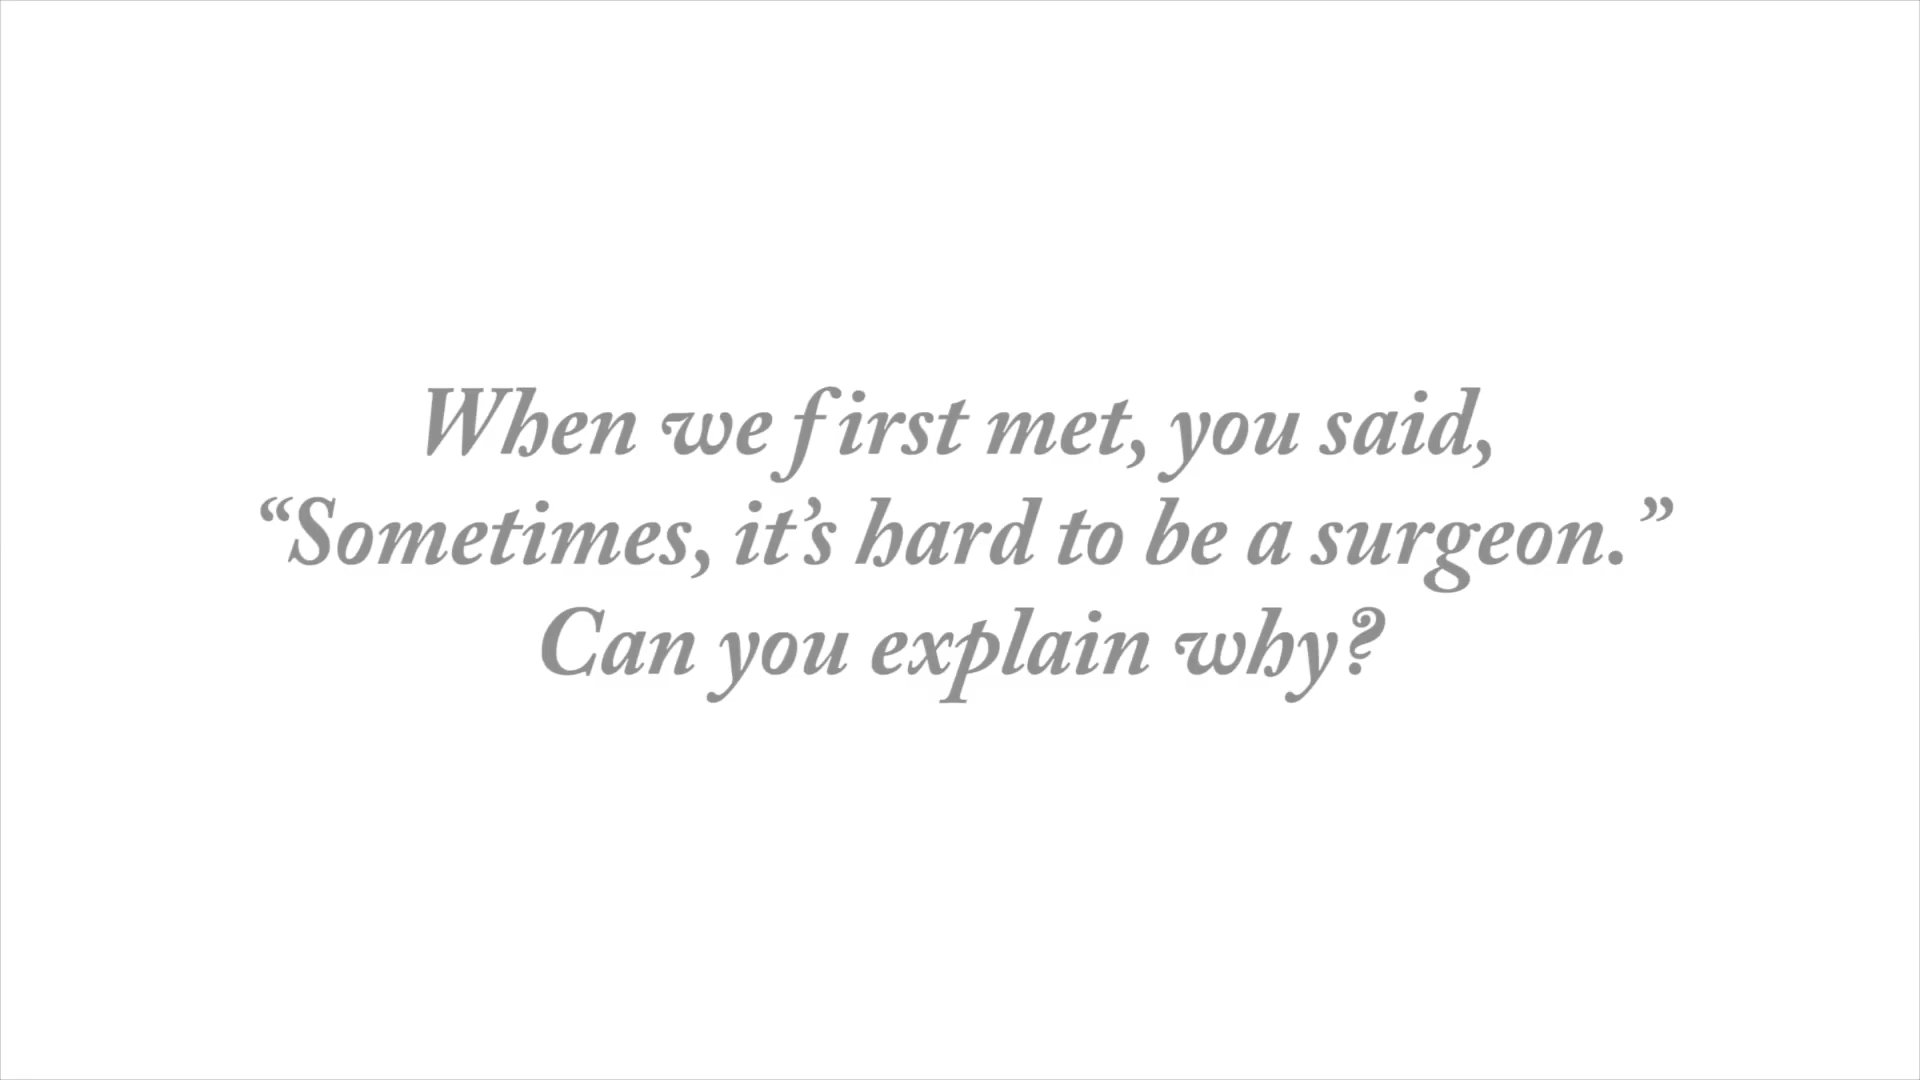 When we first met, you said,
“Sometimes, it’s hard to be a surgeon.”
Can you explain why?